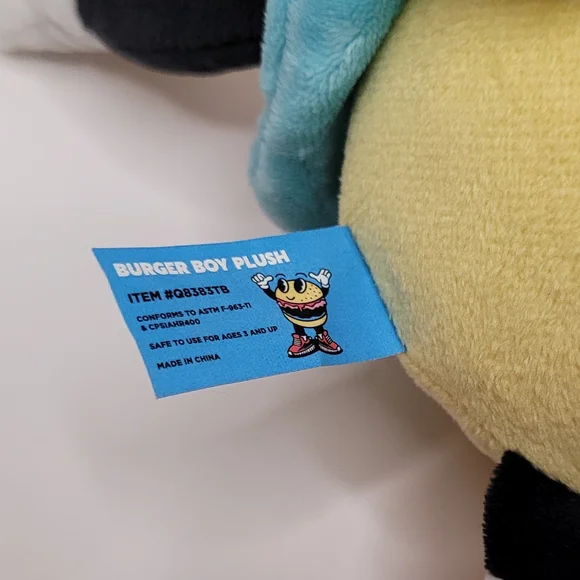 BURGER BOY PLUSH
ITEM #Q8383TB
CONFORMS TO ASTM F-963-11
& CPSIAHR400
SAFE TO USE FOR AGES 3 AND UP
MADE IN CHINA